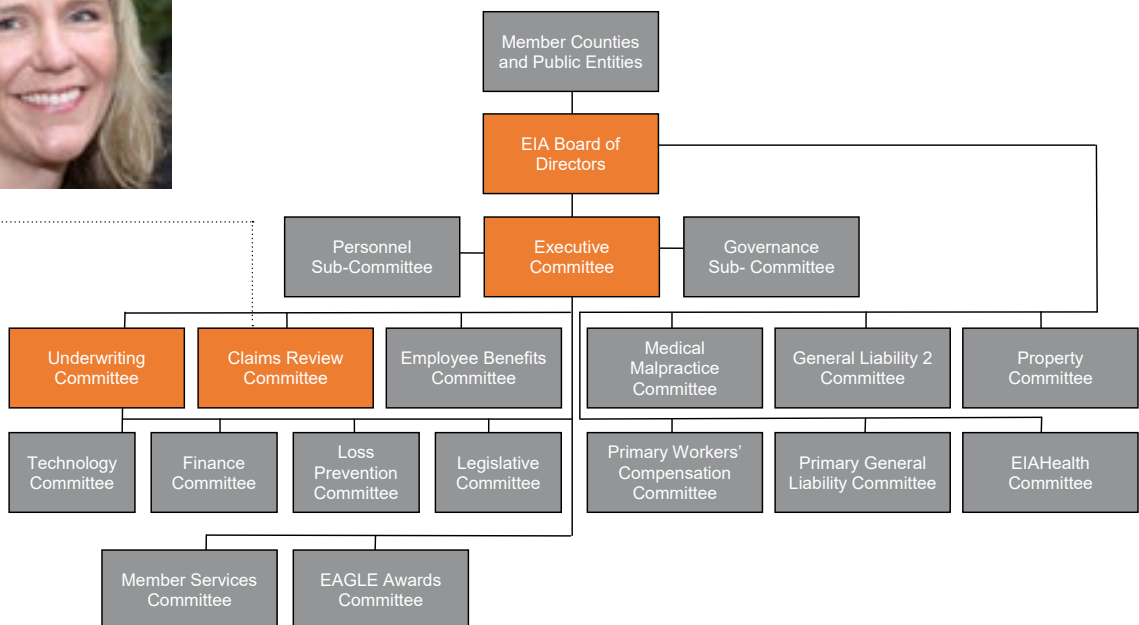 Member Counties
and Public Entities
EIA Board of
Directors
Personnel
Sub-Committee
Executive
Committee
Governance
Sub- Committee
Underwriting
Committee
Claims Review
Committee
Employee Benefits
Committee
Medical
Malpractice
Committee
General Liability 2
Committee
Property
Committee
Technology
Committee
Finance
Committee
Loss
Prevention
Committee
Legislative
Committee
Primary Workers'
Compensation
Committee
Primary General
Liability Committee
EIAHealth
Committee
Member Services
Committee
EAGLE Awards
Committee